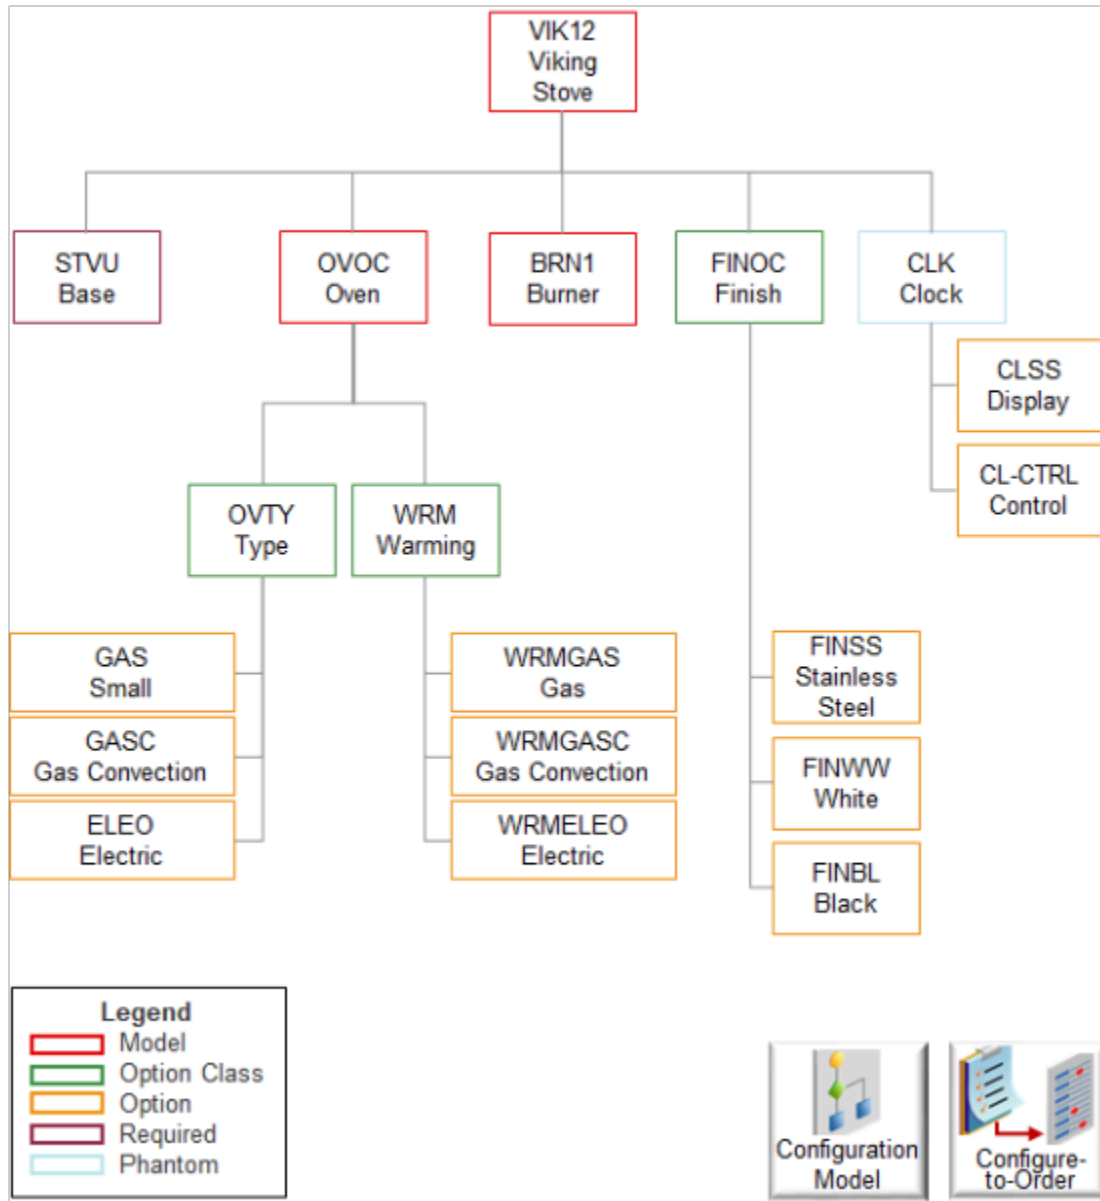 VIK12
Viking
Stove
STVU
Base
OVOC
Oven
BRN1
Burner
FINOC
Finish
CLK
Clock
CLSS
Display
CL-CTRL
Control
OVTY
Type
WRM
Warming
GAS
Small
GASC
Gas Convection
ELEO
Electric
WRMGAS
Gas
WRMGASC
Gas Convection
WRMELEO
Electric
FINSS
Stainless
Steel
FINWW
White
FINBL
Black
Legend
Model
Option Class
Option
Required
Phantom
Configuration
Model
Configure-
to-Order